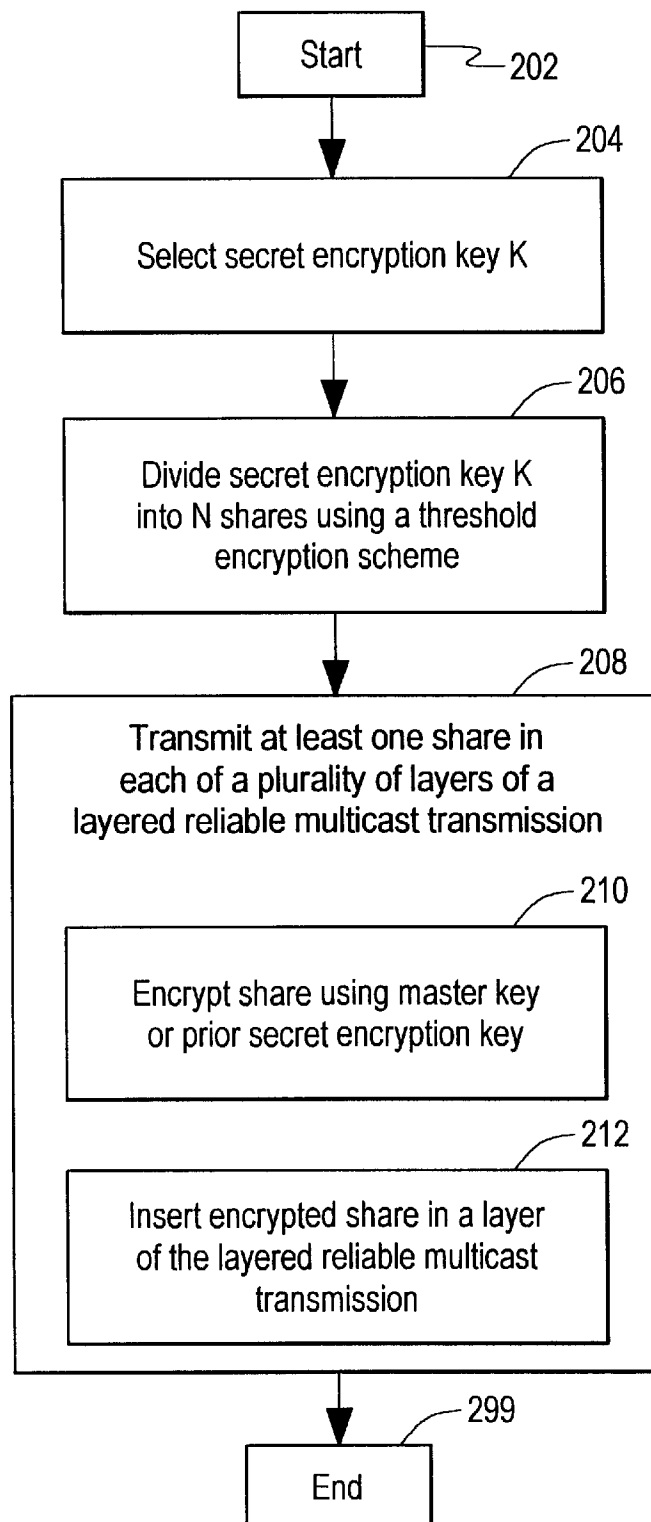 Start
202
204
Select secret encryption key K
206
Divide secret encryption key K
into N shares using a threshold
encryption scheme
208
Transmit at least one share in
each of a plurality of layers of a
layered reliable multicast transmission
210
Encrypt share using master key
or prior secret encryption key
212
Insert encrypted share in a layer
of the layered reliable multicast
transmission
299
End